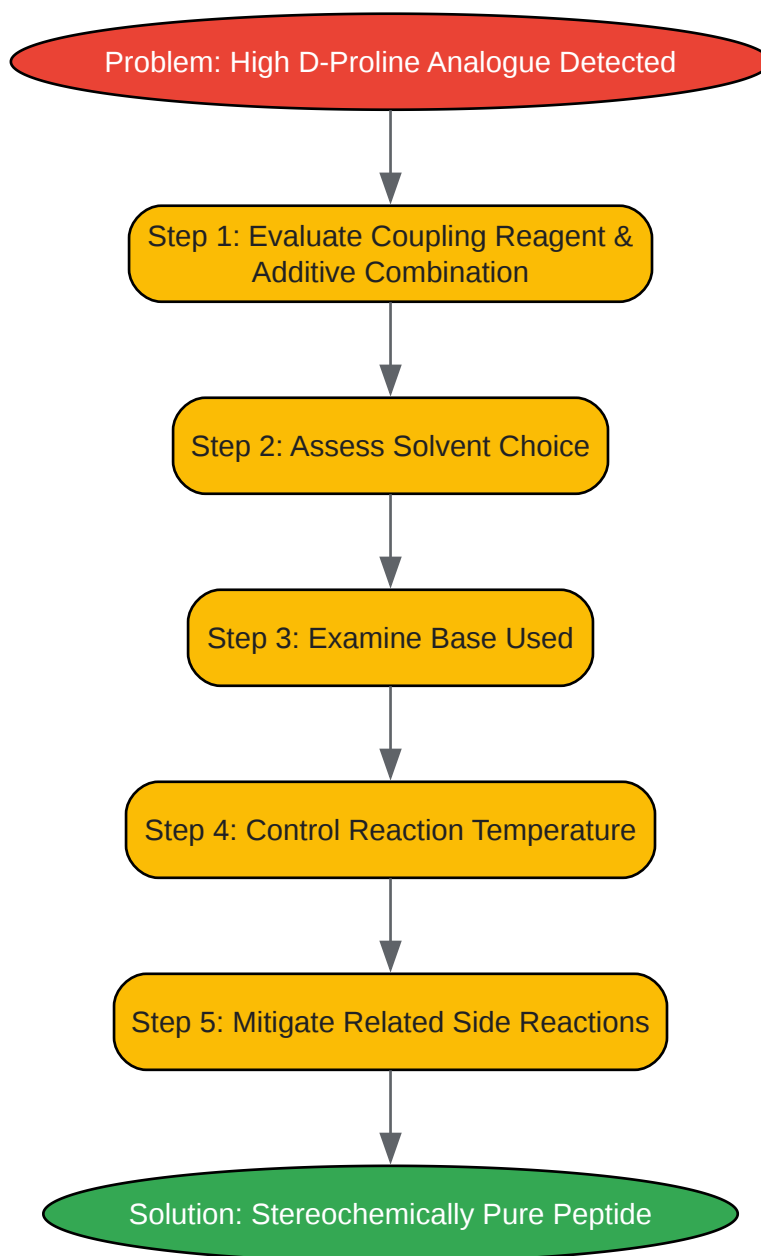 Problem: High D-Proline Analogue Detected
Step 1: Evaluate Coupling Reagent &
Additive Combination
Step 2: Assess Solvent Choice
Step 3: Examine Base Used
Step 4: Control Reaction Temperature
Step 5: Mitigate Related Side Reactions
Solution: Stereochemically Pure Peptide